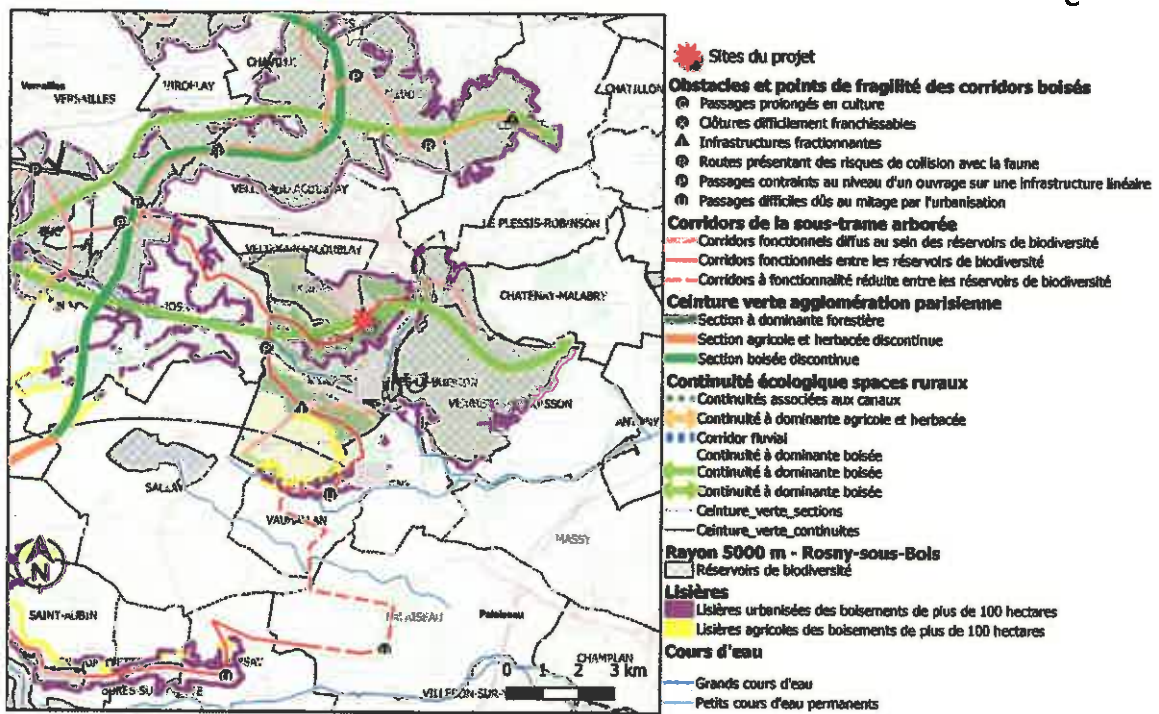 Sites du projet
Obstacles et points de fragilité des corridors boisés
Passages prolongés en culture
Clôtures difficilement franchissables
Infrastructures fractionnantes
Routes présentant des risques de collision avec la faune
Passages contraints au niveau d'un ouvrage sur une infrastructure linéaire
Passages difficiles dûs au mitage par l'urbanisation
Corridors de la sous-trame arborée
Corridors fonctionnels diffus au sein des réservoirs de biodiversité
Corridors fonctionnels entre les réservoirs de biodiversité
Corridors à fonctionnalité réduite entre les réservoirs de biodiversité
Ceinture verte agglomération parisienne
Section à dominante forestière
Section agricole et herbacée discontinue
Section boisée discontinue
Continuité écologique spaces ruraux
Continuités associées aux canaux
Continuité à dominante agricole et herbacée
Corridor fluvial
Continuité à dominante boisée
Continuité à dominante boisée
Continuité à dominante boisée
Ceinture_verte_sections
Ceinture_verte_continuites
Rayon 5000 m - Rosny-sous-Bois
Réservoirs de biodiversité
Lisières
Lisières urbanisées des boisements de plus de 100 hectares
Lisières agricoles des boisements de plus de 100 hectares
Cours d'eau
Grands cours d'eau
Petits cours d'eau permanents
Versailles
VERSAILLES
VIROFLAY
CHATILLON
LE PLESSIS-ROBINSON
CHATENAY-MALABRY
VAUHALLAN
MASSY
SAINT-AUBIN
Palaiseau
CHAMPLAN
0 1 2 3 km
N